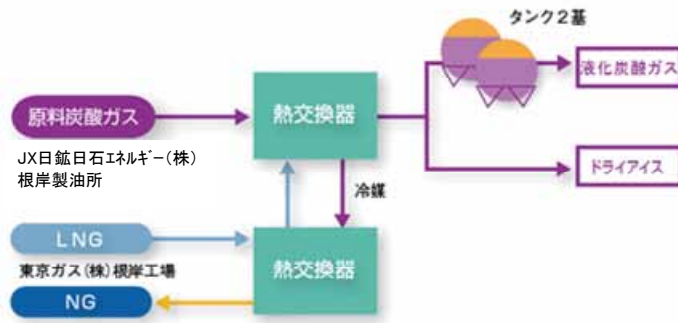 タンク2基
液化炭酸ガス
原料炭酸ガス
熱交換器
JX日鉱日石エネルギー(株)
根岸製油所
ドライアイス
冷媒
LNG
熱交換器
東京ガス(株)根岸工場
NG